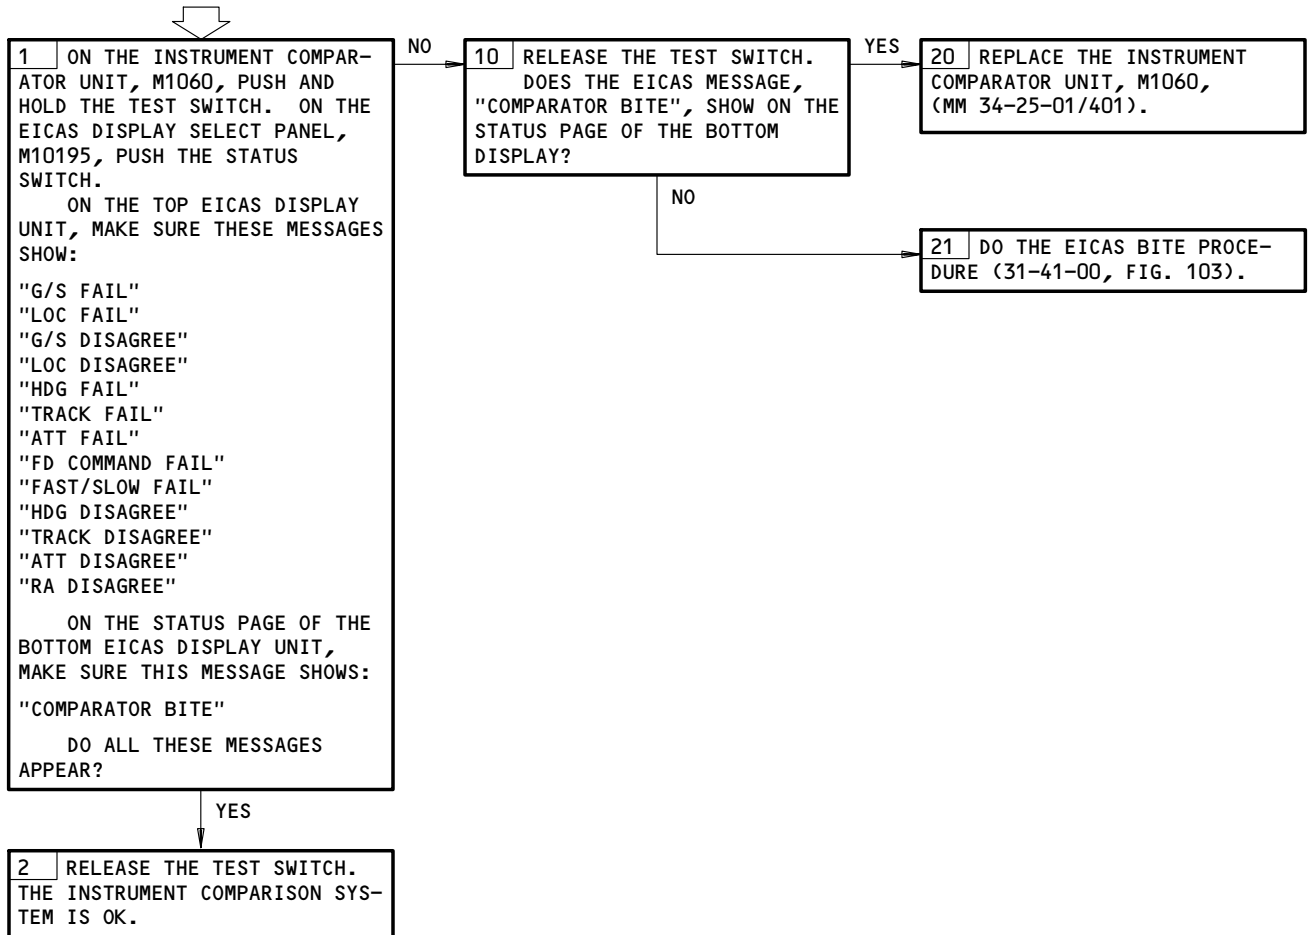 1 ON THE INSTRUMENT COMPAR-
ATOR UNIT, M1060, PUSH AND
HOLD THE TEST SWITCH. ON THE
EICAS DISPLAY SELECT PANEL,
M10195, PUSH THE STATUS
SWITCH.
ON THE TOP EICAS DISPLAY
UNIT, MAKE SURE THESE MESSAGES
SHOW:
"G/S FAIL"
"LOC FAIL"
"G/S DISAGREE"
"LOC DISAGREE"
"HDG FAIL"
"TRACK FAIL"
"ATT FAIL"
"FD COMMAND FAIL"
"FAST/SLOW FAIL"
"HDG DISAGREE"
"TRACK DISAGREE"
"ATT DISAGREE"
"RA DISAGREE"
ON THE STATUS PAGE OF THE
BOTTOM EICAS DISPLAY UNIT,
MAKE SURE THIS MESSAGE SHOWS:
"COMPARATOR BITE"
DO ALL THESE MESSAGES
APPEAR?
YES
2 RELEASE THE TEST SWITCH.
THE INSTRUMENT COMPARISON SYS-
TEM IS OK.
NO
10 RELEASE THE TEST SWITCH.
DOES THE EICAS MESSAGE,
"COMPARATOR BITE", SHOW ON THE
STATUS PAGE OF THE BOTTOM
DISPLAY?
YES
20 REPLACE THE INSTRUMENT
COMPARATOR UNIT, M1060,
(MM 34-25-01/401).
NO
21 DO THE EICAS BITE PROCE-
DURE (31-41-00, FIG. 103).